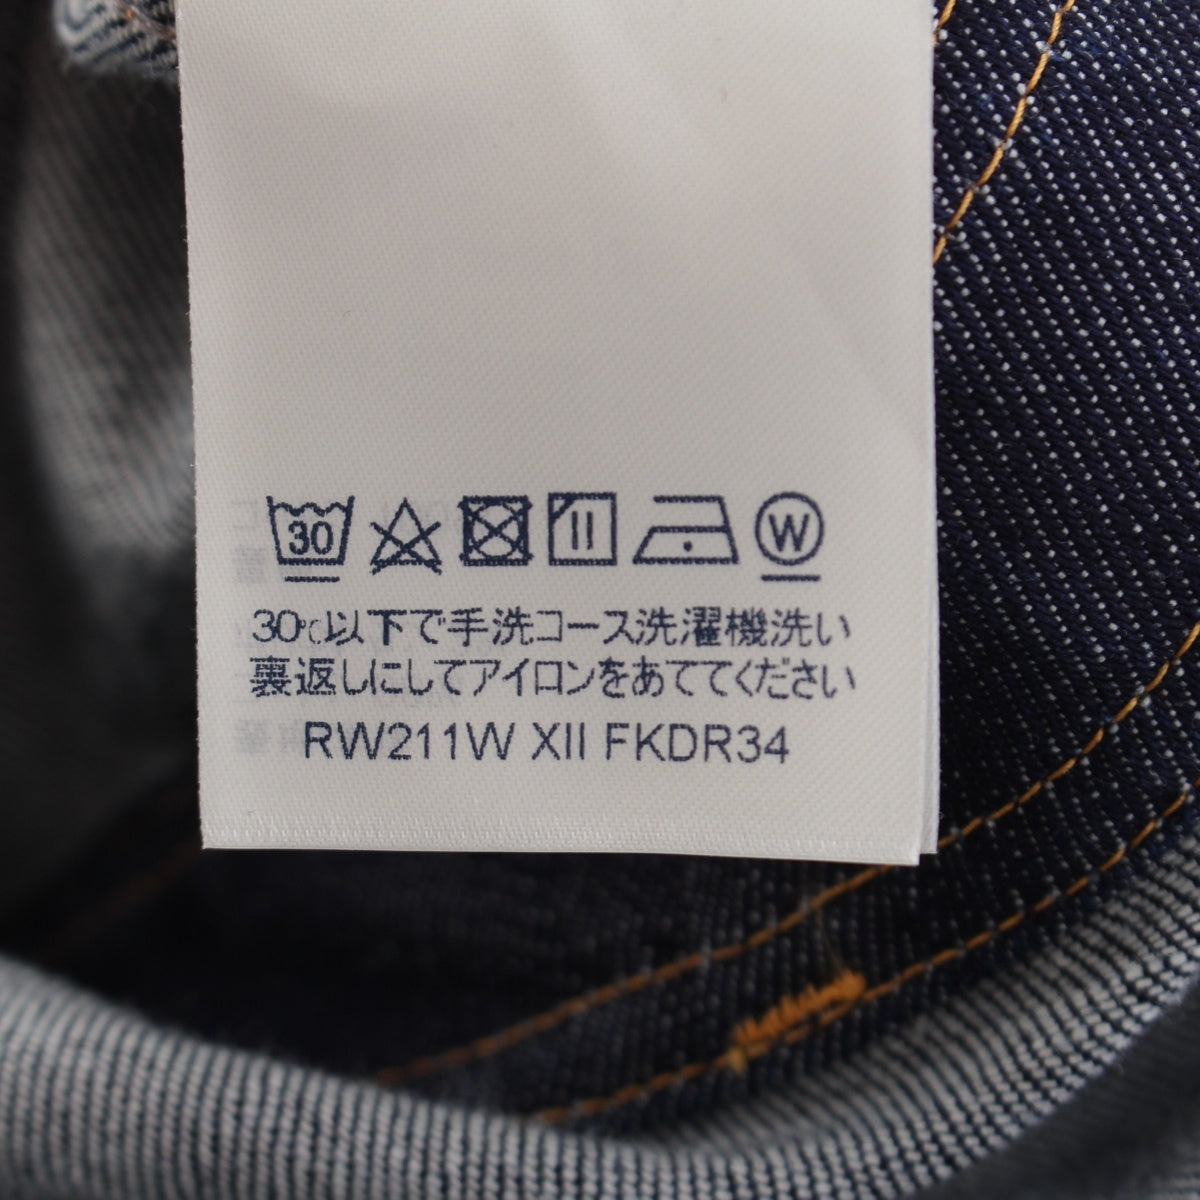 30 W
30℃以下で手洗コース洗濯機洗い
裏返しにしてアイロンをあててください
RW211W XII FKDR34